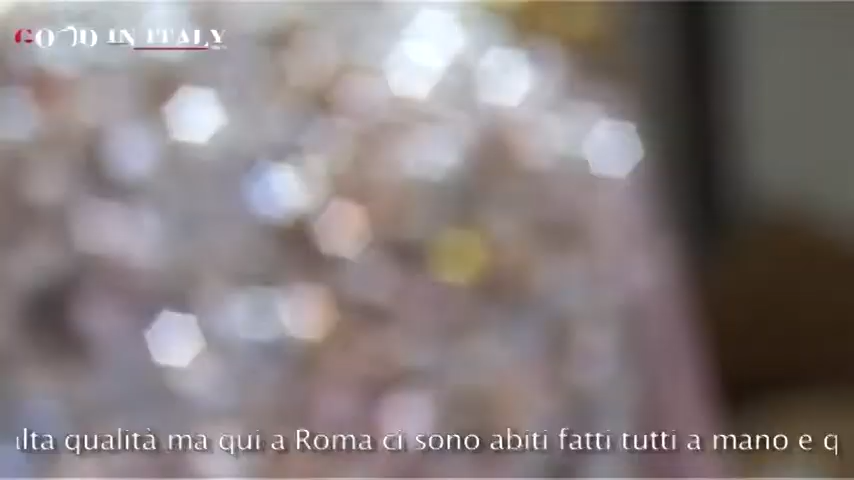 GOOD IN ITALY
lta qualità ma qui a Roma ci sono abiti fatti tutti a mano e q